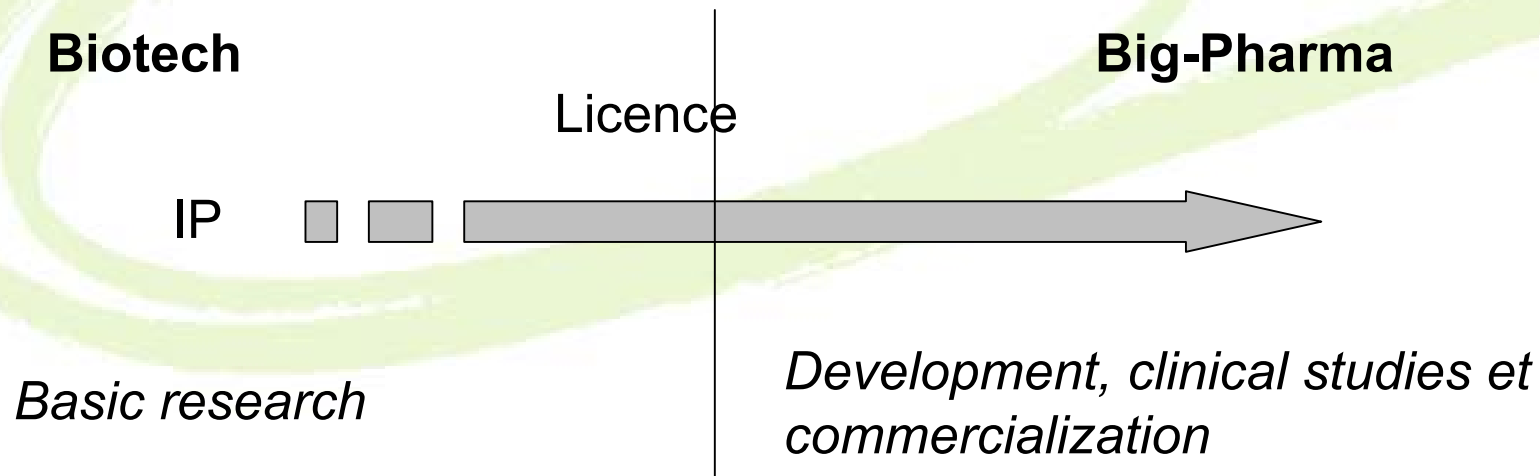 Biotech
Big-Pharma
Licence
IP
Basic research
Development, clinical studies et
commercialization